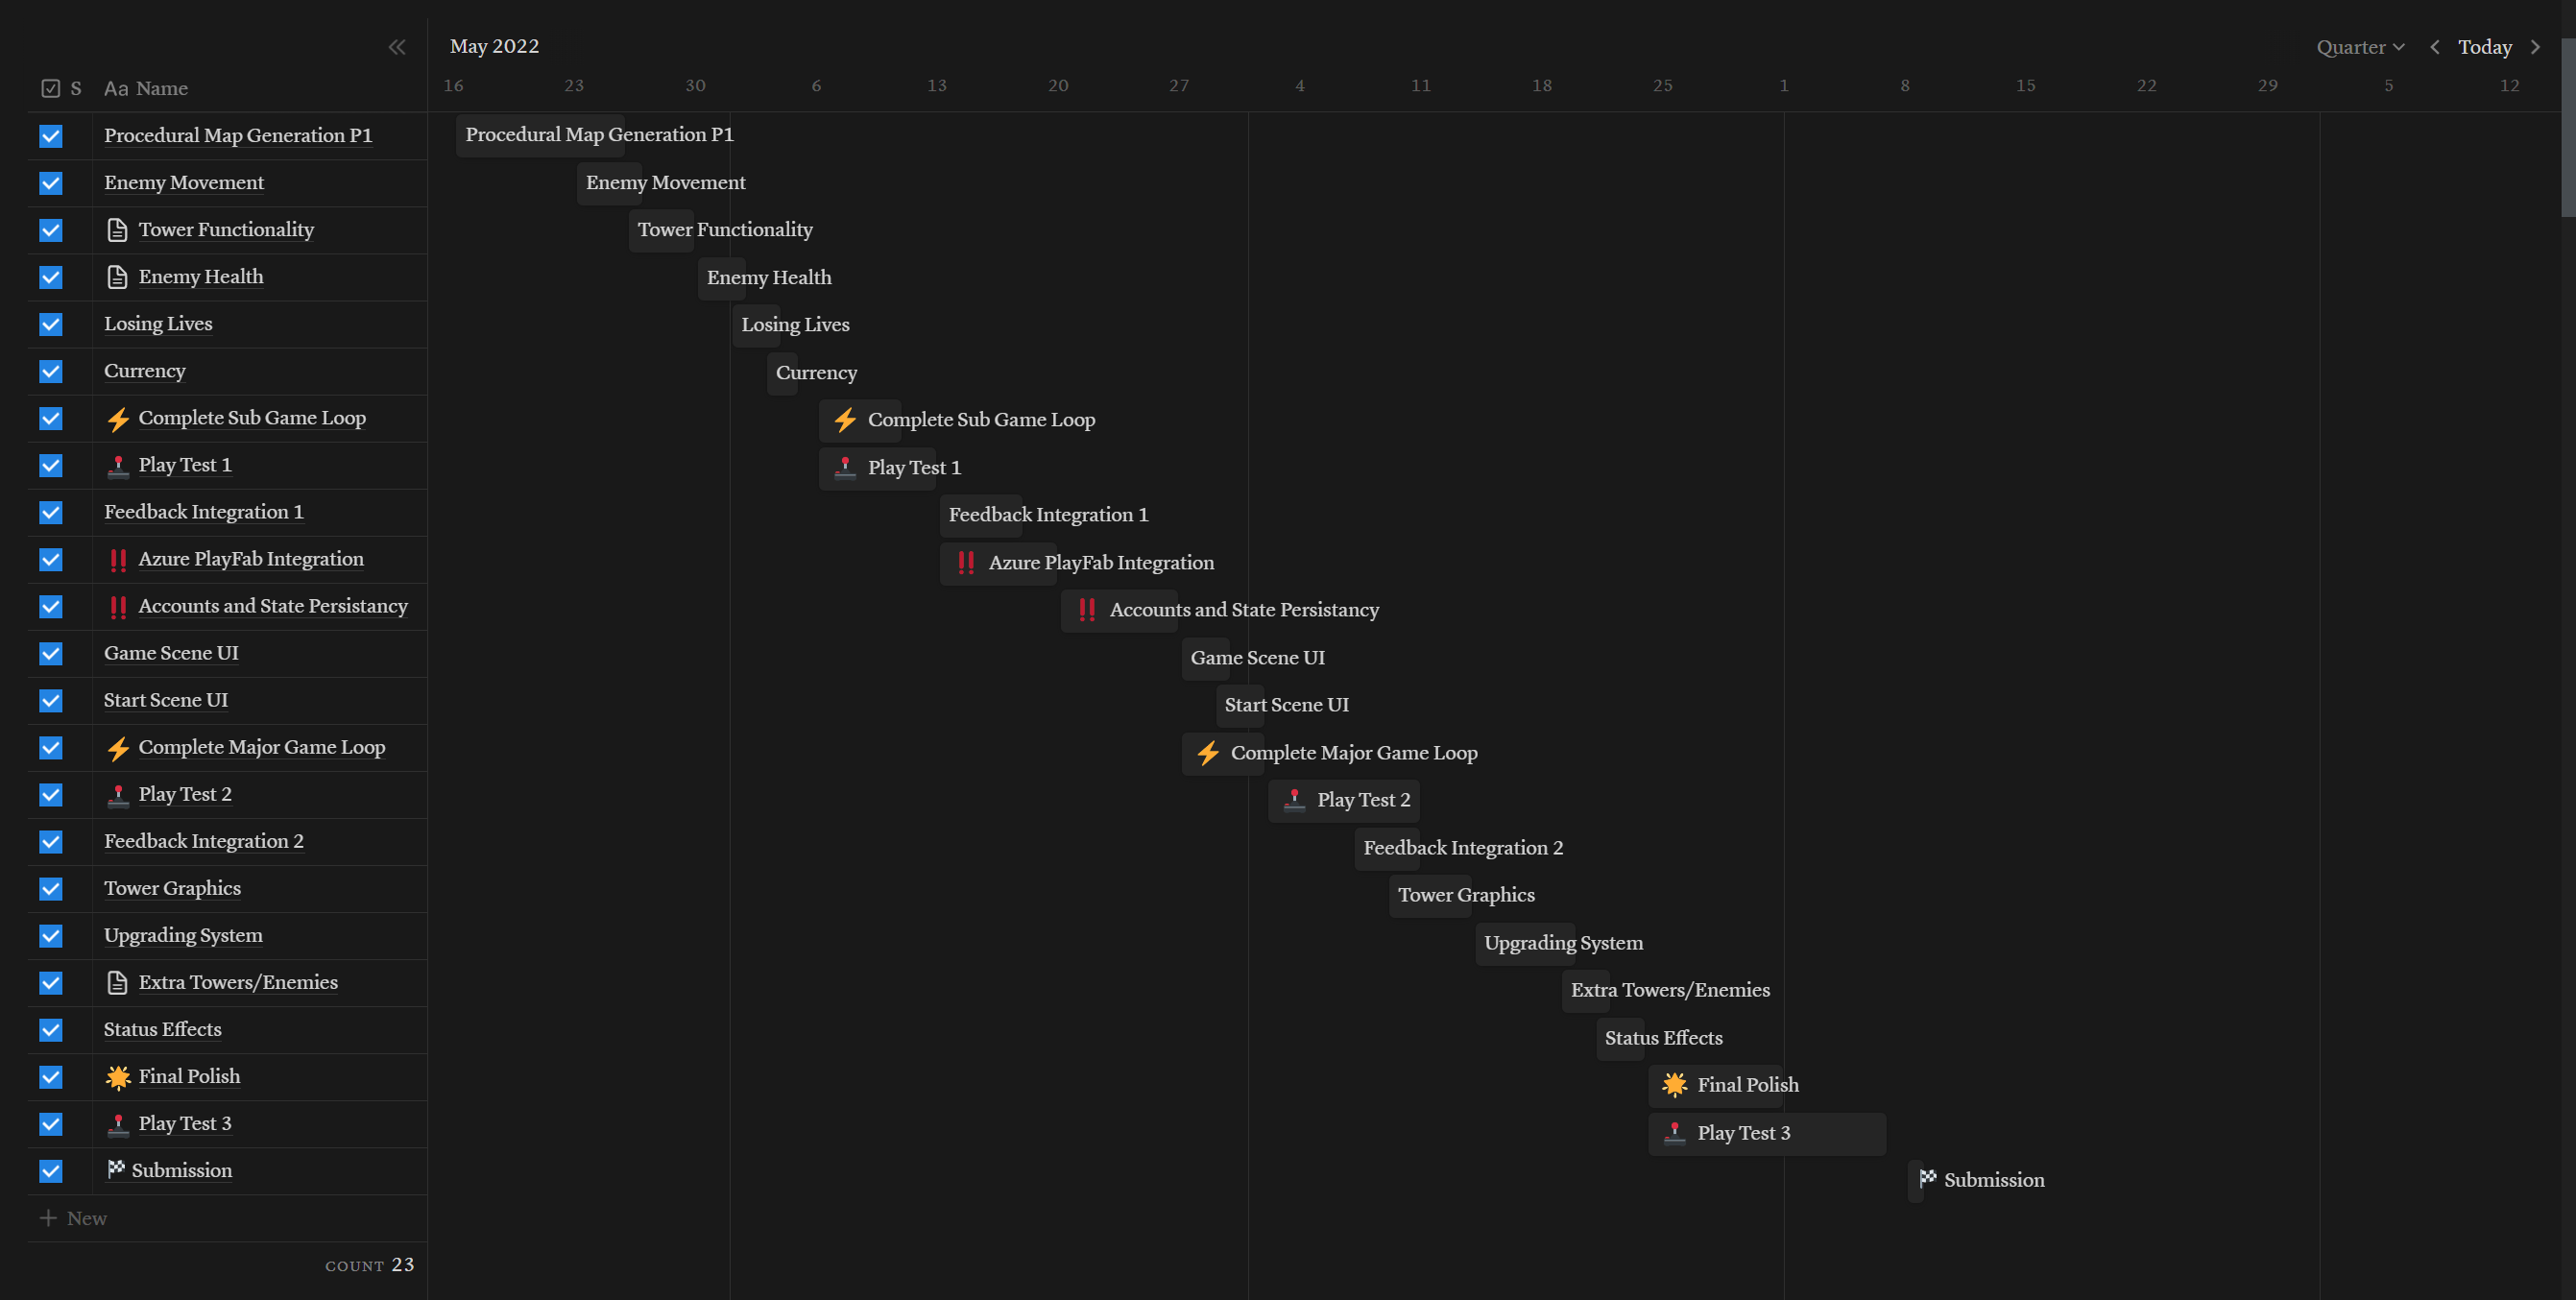 May 2022
Quarter
Today
S Aa Name
16 23 30 6 13 20 27 4 11 18 25 1 8 15 22 29 5 12
Procedural Map Generation P1
Procedural Map Generation P1
Enemy Movement
Enemy Movement
Tower Functionality
Tower Functionality
Enemy Health
Enemy Health
Losing Lives
Losing Lives
Currency
Currency
Complete Sub Game Loop
Complete Sub Game Loop
Play Test 1
Play Test 1
Feedback Integration 1
Feedback Integration 1
Azure PlayFab Integration
Azure PlayFab Integration
Accounts and State Persistancy
Accounts and State Persistancy
Game Scene UI
Game Scene UI
Start Scene UI
Start Scene UI
Complete Major Game Loop
Complete Major Game Loop
Play Test 2
Play Test 2
Feedback Integration 2
Feedback Integration 2
Tower Graphics
Tower Graphics
Upgrading System
Upgrading System
Extra Towers/Enemies
Extra Towers/Enemies
Status Effects
Status Effects
Final Polish
Final Polish
Play Test 3
Play Test 3
Submission
Submission
New
COUNT 23